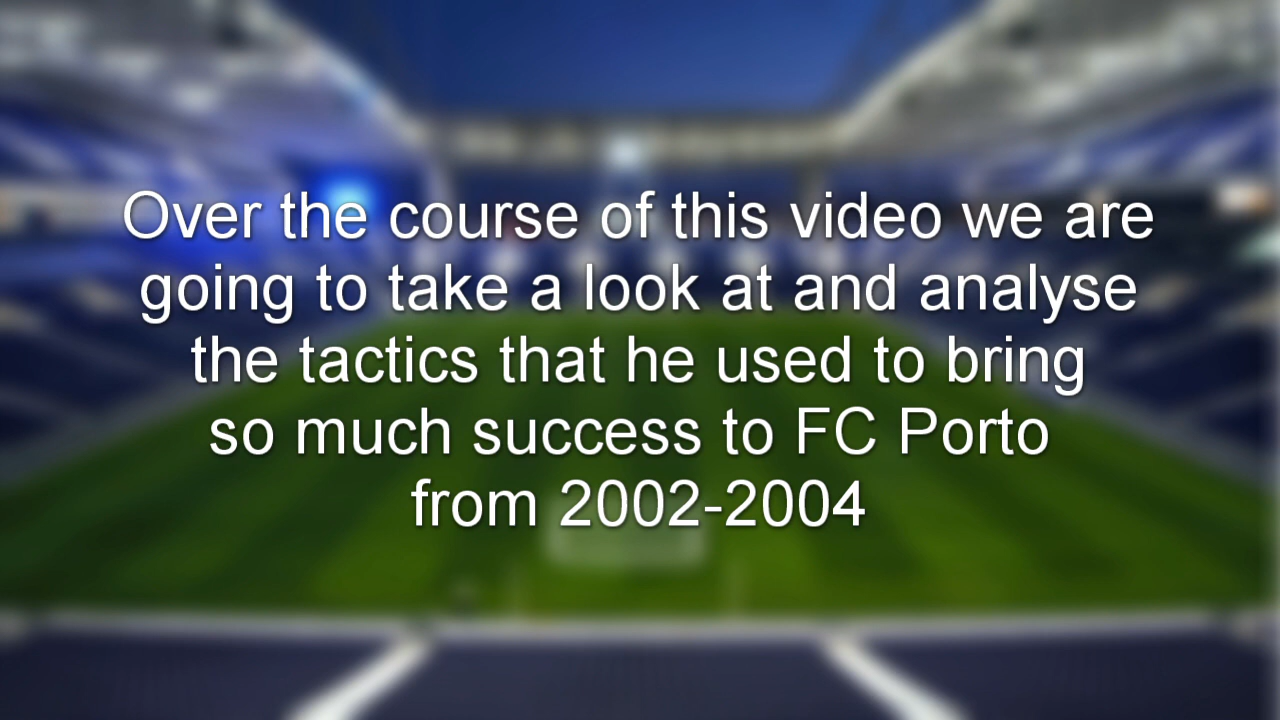 Over the course of this video we are
going to take a look at and analyse
the tactics that he used to bring
so much success to FC Porto
from 2002-2004